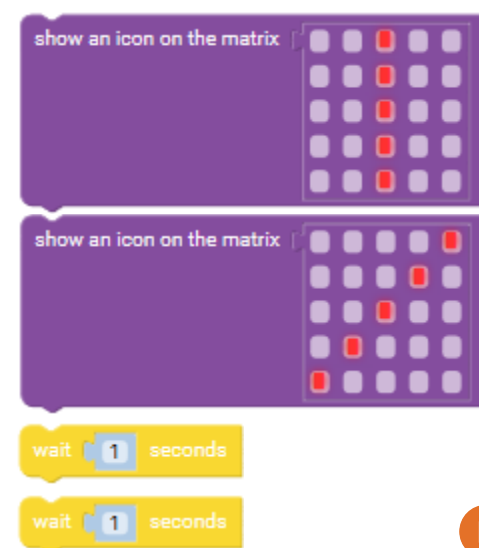 show an icon on the matrix
show an icon on the matrix
wait 1 seconds
wait 1 seconds